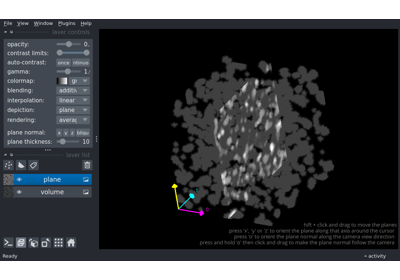 File View Window Plugins Help
layer controls
opacity: 0.
contrast limits:
auto-contrast: once
gamma: 1.
colormap: gr
blending: additiv
interpolation: linear
depiction: plane
rendering: averag
plane normal: x y z
plane thickness: 10
layer list
plane
volume
shift + click and drag to move the plane
press 'x', 'y' or 'z' to orient the plane along that axis around the cursor
press 'o' to orient the plane normal along the camera view direction
press and hold 'o' then click and drag to make the plane normal follow the camera
Ready
activity